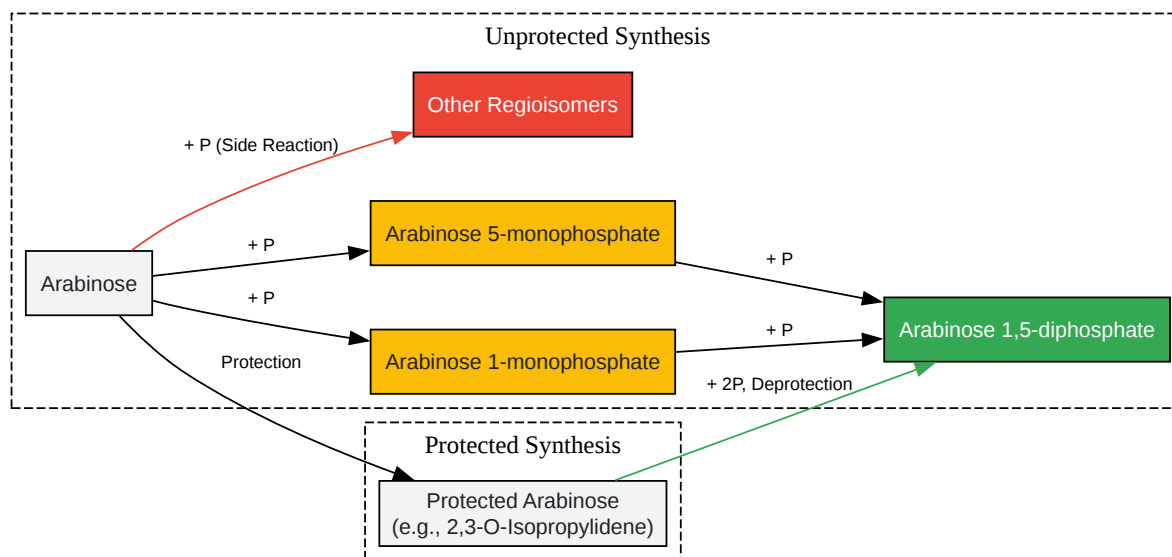 Unprotected Synthesis
Other Regioisomers
+ P (Side Reaction)
Arabinose 5-monophosphate
+ P
+ P
Arabinose
+ P
Arabinose 1,5-diphosphate
+ P
Arabinose 1-monophosphate
Protection
+ 2P, Deprotection
Protected Synthesis
Protected Arabinose
(e.g., 2,3-O-Isopropylidene)